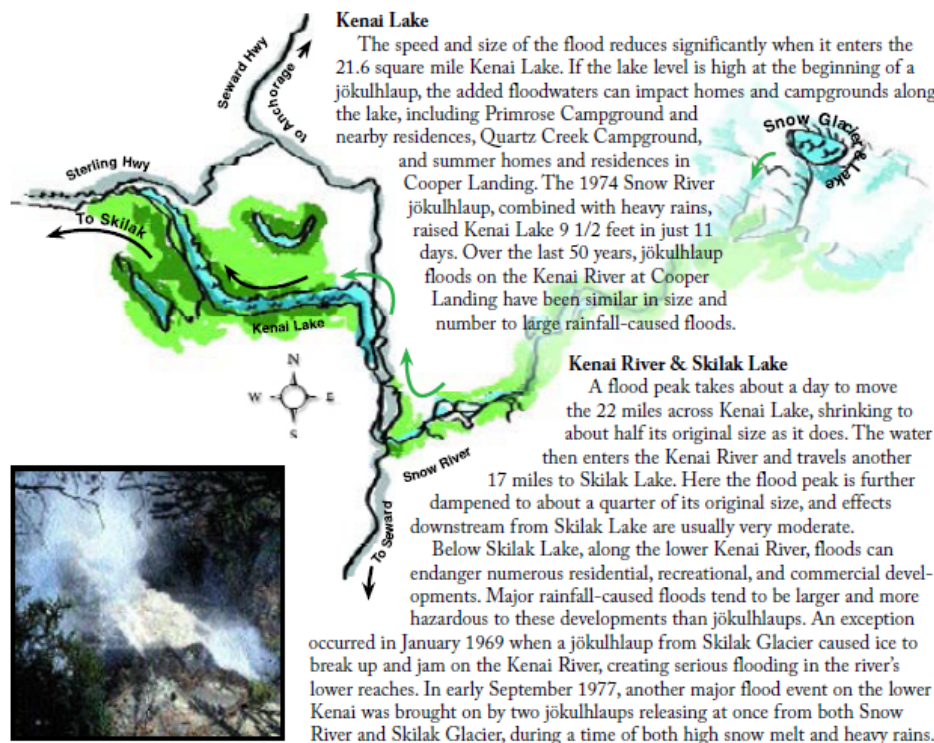 Kenai Lake
The speed and size of the flood reduces significantly when it enters the
21.6 square mile Kenai Lake. If the lake level is high at the beginning of a
jökulhlaup, the added floodwaters can impact homes and campgrounds along
the lake, including Primrose Campground and
nearby residences, Quartz Creek Campground,
and summer homes and residences in
Cooper Landing. The 1974 Snow River
jökulhlaup, combined with heavy rains,
raised Kenai Lake 9 1/2 feet in just 11
days. Over the last 50 years, jökulhlaup
floods on the Kenai River at Cooper
Landing have been similar in size and
number to large rainfall-caused floods.
Seward Hwy
to Anchorage
Snow Glacier & Lake
Sterling Hwy
To Skilak
Kenai Lake
N
W
E
S
Snow River
To Seward
Kenai River & Skilak Lake
A flood peak takes about a day to move
the 22 miles across Kenai Lake, shrinking to
about half its original size as it does. The water
then enters the Kenai River and travels another
17 miles to Skilak Lake. Here the flood peak is further
dampened to about a quarter of its original size, and effects
downstream from Skilak Lake are usually very moderate.
Below Skilak Lake, along the lower Kenai River, floods can
endanger numerous residential, recreational, and commercial devel-
opments. Major rainfall-caused floods tend to be larger and more
hazardous to these developments than jökulhlaups. An exception
occurred in January 1969 when a jökulhlaup from Skilak Glacier caused ice to
break up and jam on the Kenai River, creating serious flooding in the river's
lower reaches. In early September 1977, another major flood event on the lower
Kenai was brought on by two jökulhlaups releasing at once from both Snow
River and Skilak Glacier, during a time of both high snow melt and heavy rains.